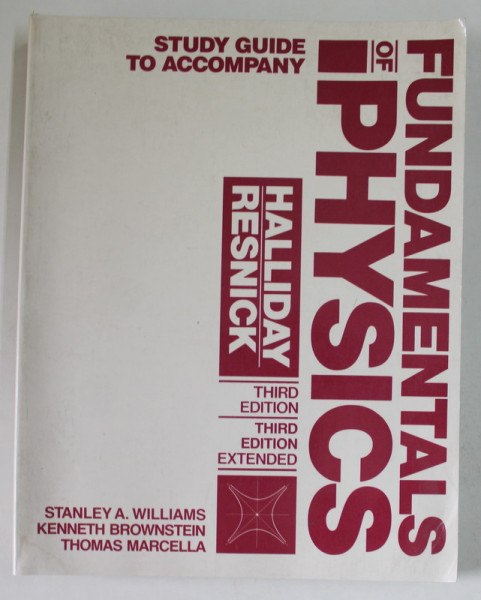 STUDY GUIDE
TO ACCOMPANY
FUNDAMENTALS
OF
PHYSICS
HALLIDAY
RESNICK
THIRD
EDITION
THIRD
EDITION
EXTENDED
STANLEY A. WILLIAMS
KENNETH BROWNSTEIN
THOMAS MARCELLA